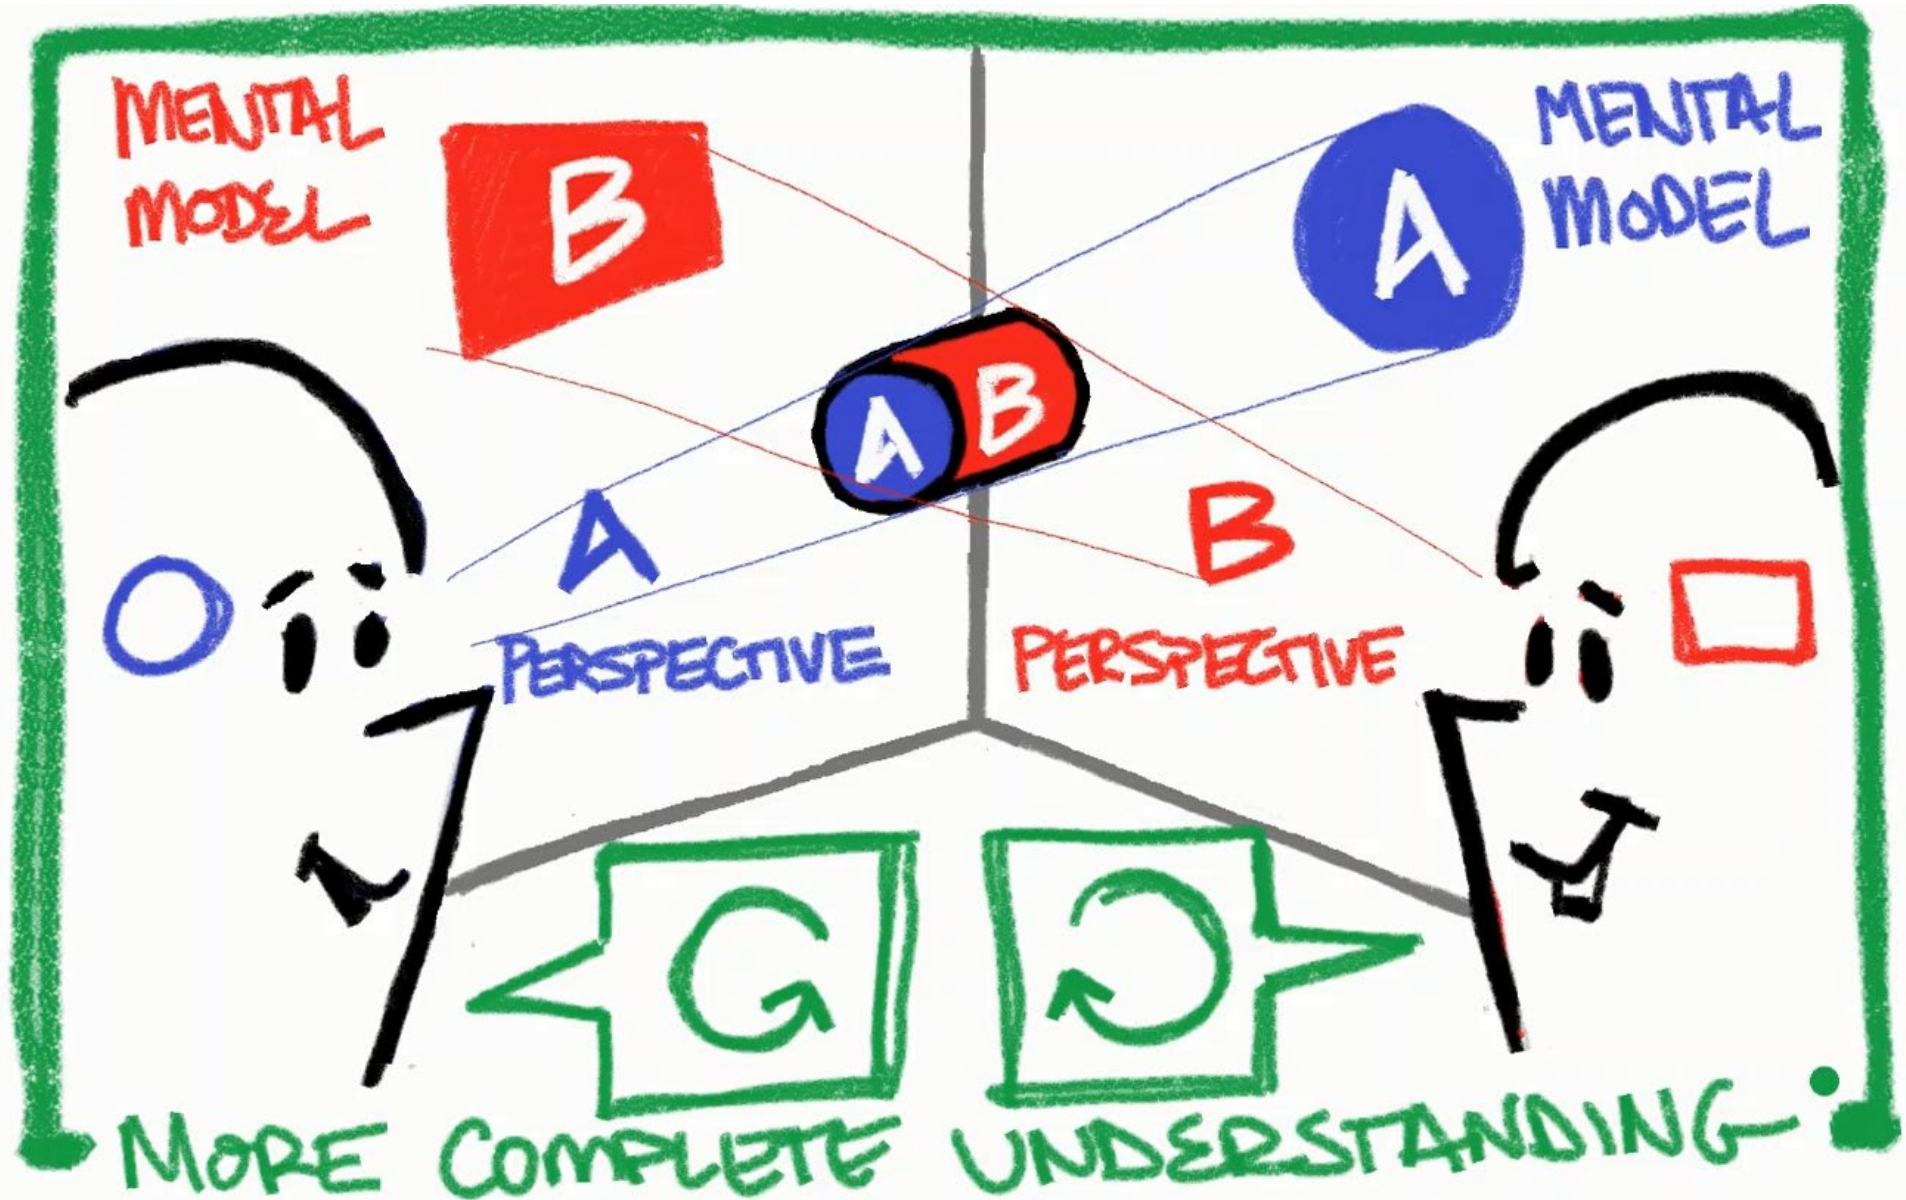 MENTAL
MODEL
B
A
MENTAL
MODEL
A
B
A
PERSPECTIVE
B
PERSPECTIVE
MORE COMPLETE UNDERSTANDING